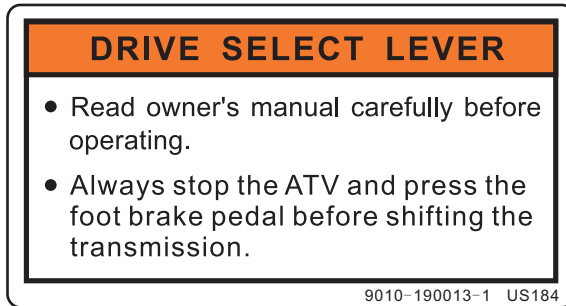 DRIVE SELECT LEVER
• Read owner's manual carefully before
operating.
• Always stop the ATV and press the
foot brake pedal before shifting the
transmission.
9010-190013-1 US184